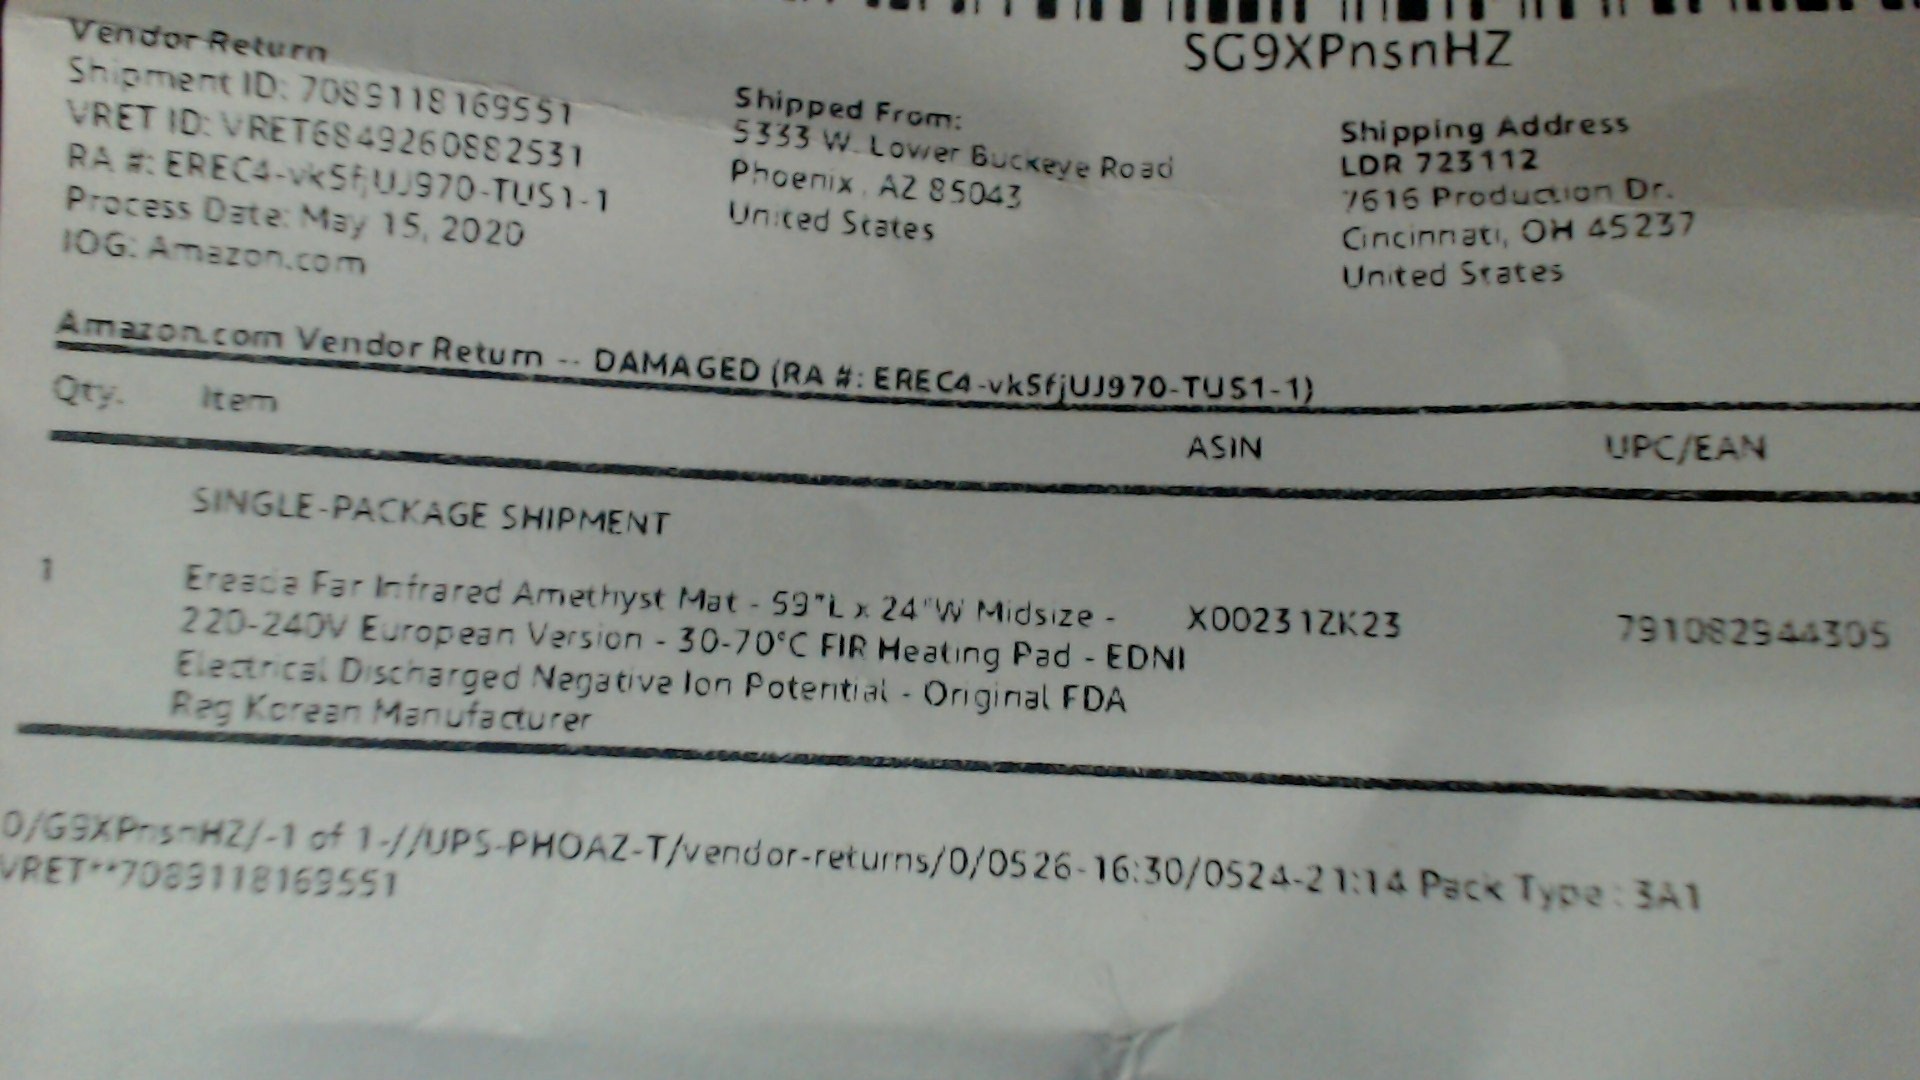 SG9XPnsnHZ
Vendor Return
Shipment ID: 7089118169551
VRET ID: VRET6849260882531
RA #: EREC4-vk5fjUJ970-TUS1-1
Process Date: May 15, 2020
IOG: Amazon.com
Shipped From:
5333 W. Lower Buckeye Road
Phoenix, AZ 85043
United States
Shipping Address
LDR 723112
7616 Production Dr.
Cincinnati, OH 45237
United States
Amazon.com Vendor Return -- DAMAGED (RA #: EREC4-vk5fjUJ970-TUS1-1)
Qty. Item ASIN UPC/EAN
SINGLE-PACKAGE SHIPMENT
1 Ereada Far Infrared Amethyst Mat - 59"L x 24"W Midsize - X00231ZK23 791082944305
220-240V European Version - 30-70°C FIR Heating Pad - EDNI
Electrical Discharged Negative Ion Potential - Original FDA
Reg Korean Manufacturer
0/G9XPnsnHZ/-1 of 1-//UPS-PHOAZ-T/vendor-returns/0/0526-16:30/0524-21:14 Pack Type : 3A1
VRET**7089118169551